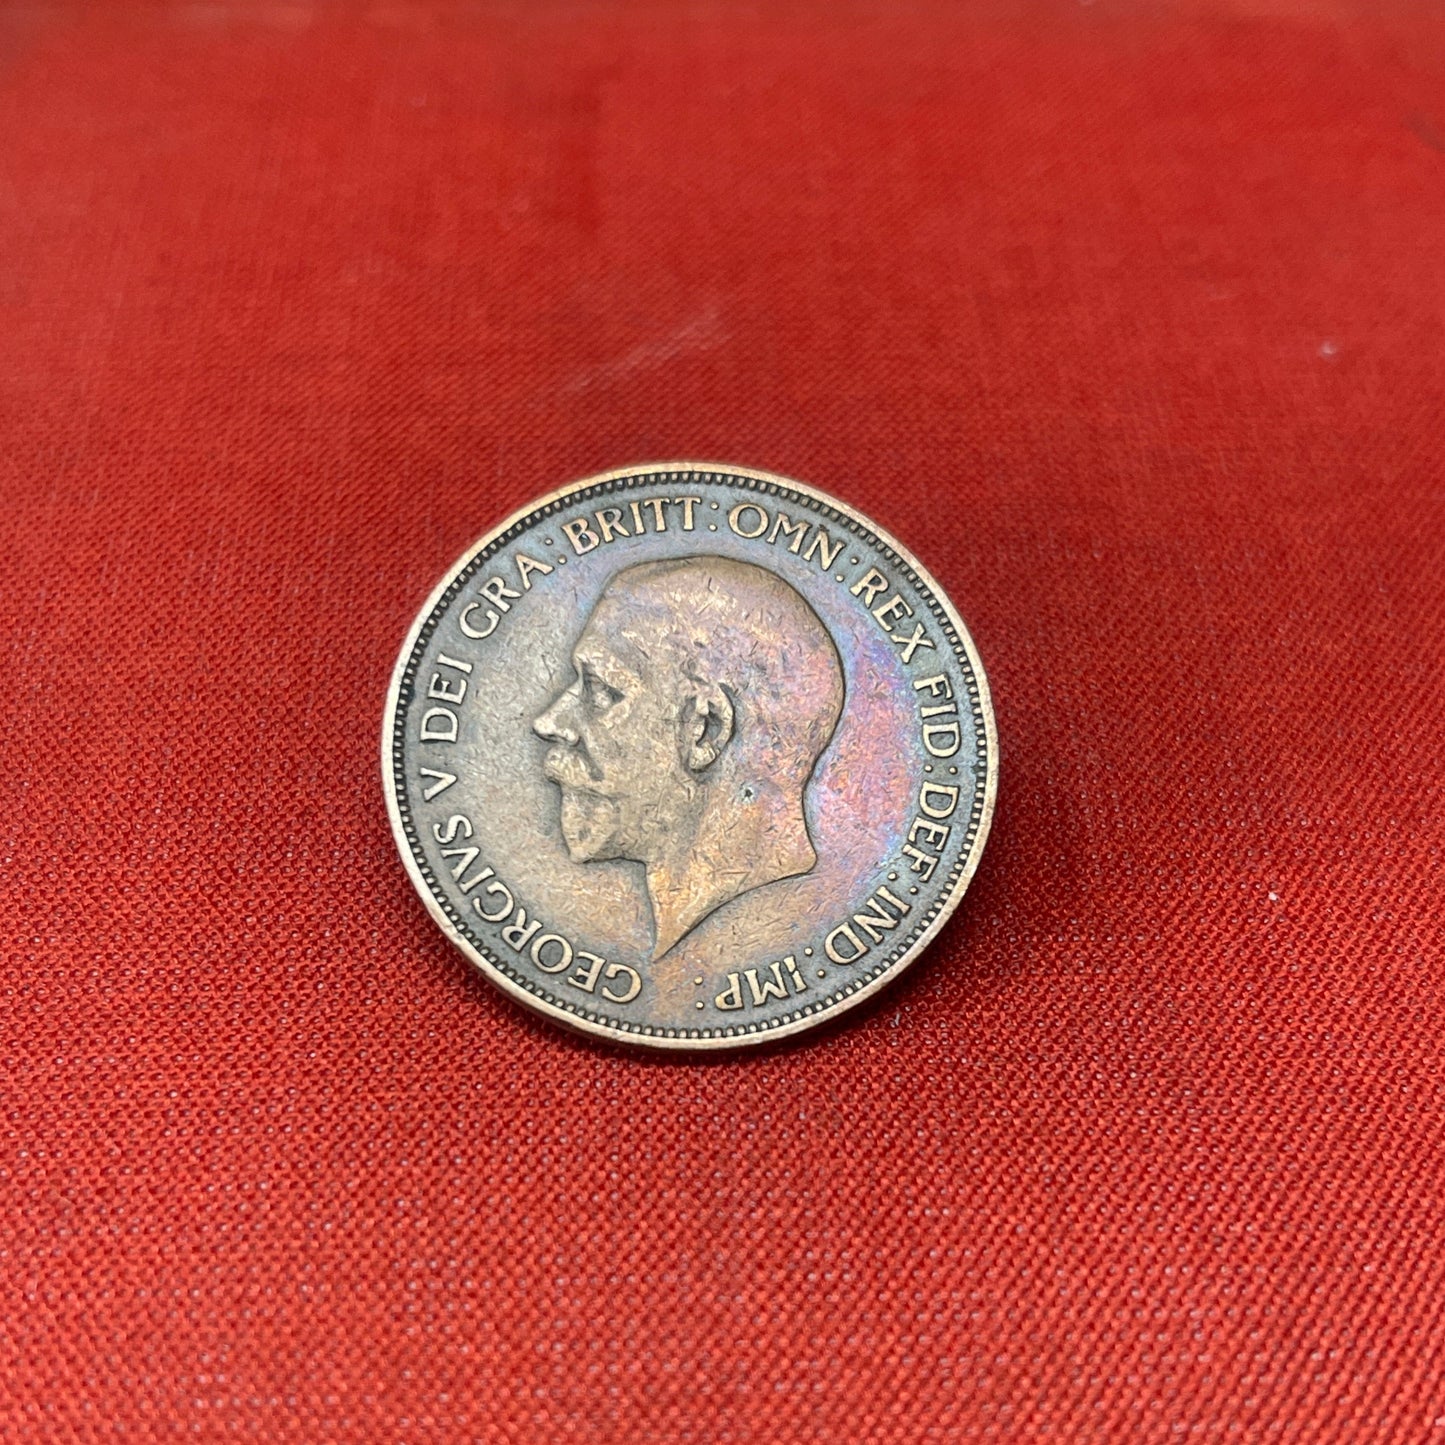 GEORGIVS V DEI GRA: BRITT: OMN: REX FID: DEF: IND: IMP: